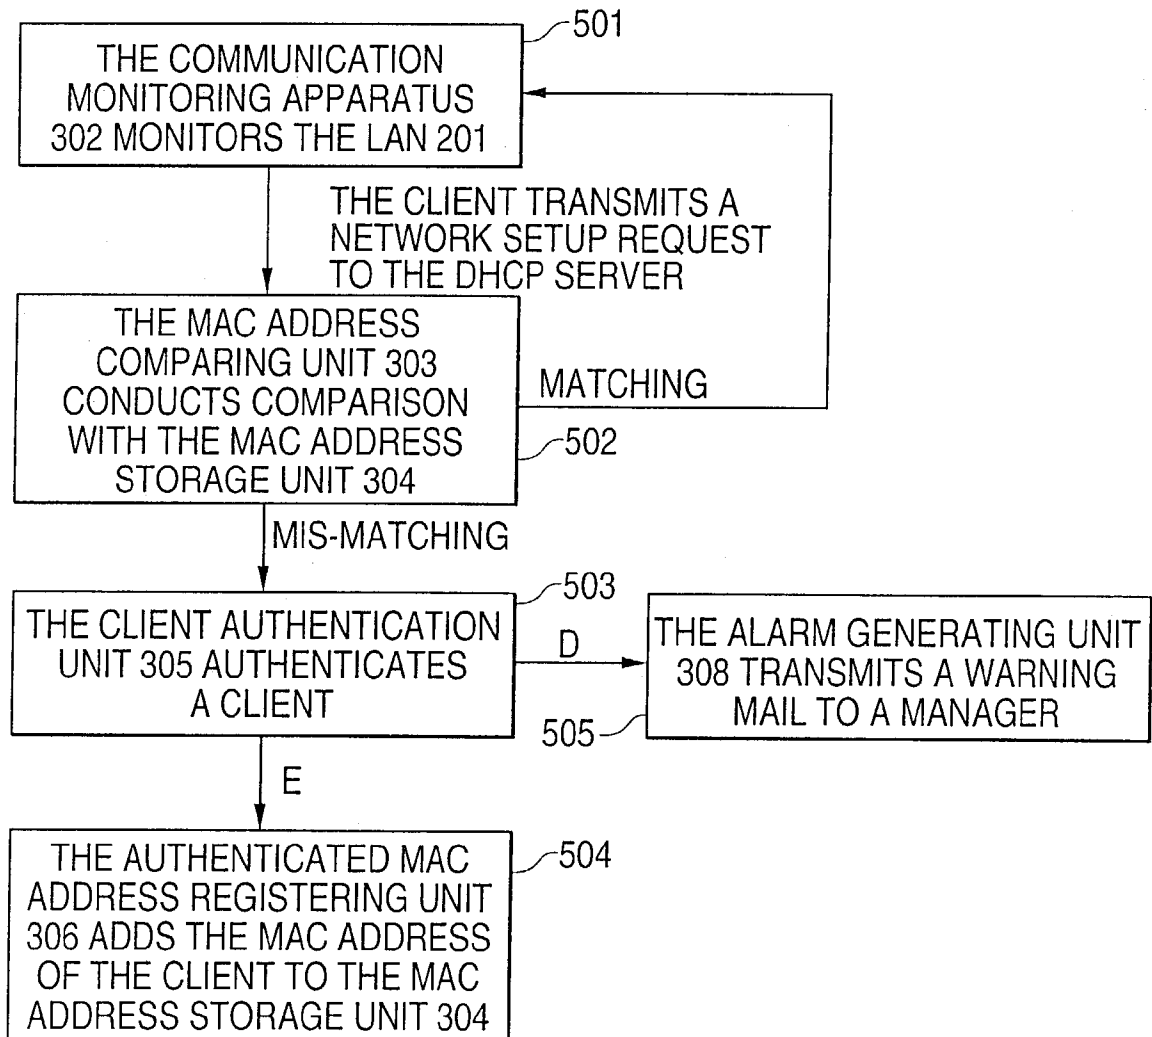 501
THE COMMUNICATION
MONITORING APPARATUS
302 MONITORS THE LAN 201
THE CLIENT TRANSMITS A
NETWORK SETUP REQUEST
TO THE DHCP SERVER
THE MAC ADDRESS
COMPARING UNIT 303
CONDUCTS COMPARISON
WITH THE MAC ADDRESS
STORAGE UNIT 304
MATCHING
502
MIS-MATCHING
503
THE CLIENT AUTHENTICATION
UNIT 305 AUTHENTICATES
A CLIENT
D
THE ALARM GENERATING UNIT
308 TRANSMITS A WARNING
MAIL TO A MANAGER
505
E
504
THE AUTHENTICATED MAC
ADDRESS REGISTERING UNIT
306 ADDS THE MAC ADDRESS
OF THE CLIENT TO THE MAC
ADDRESS STORAGE UNIT 304